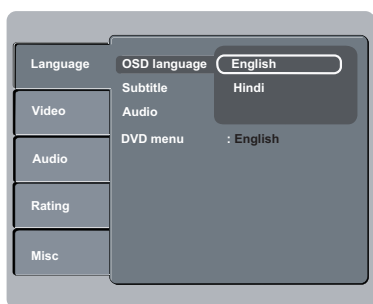 Language
Video
Audio
Rating
Misc
OSD language English
Subtitle Hindi
Audio
DVD menu : English